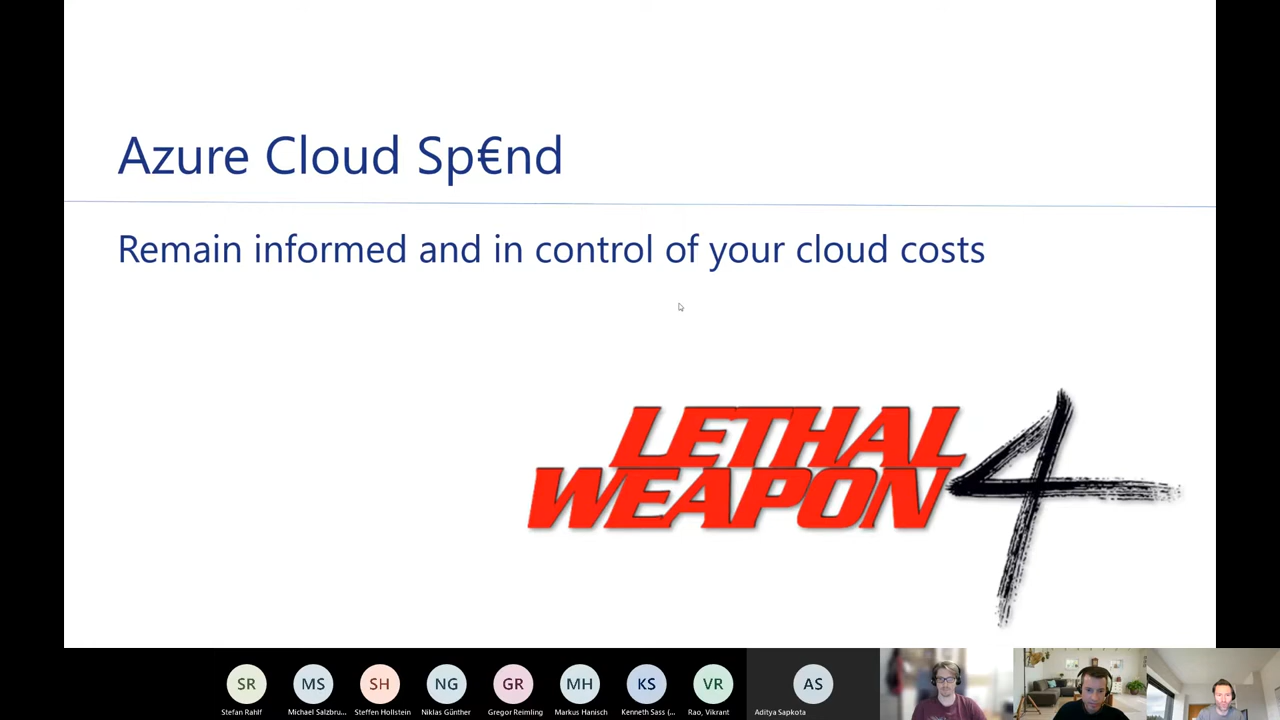 Azure Cloud Sp€nd
Remain informed and in control of your cloud costs
LETHAL
WEAPON 4
SR MS SH NG GR MH KS VR AS
Stefan Rahlf Michael Salzbru... Steffen Hollstein Niklas Günther Gregor Reimling Markus Hanisch Kenneth Sass (... Rao, Vikrant Aditya Sapkota